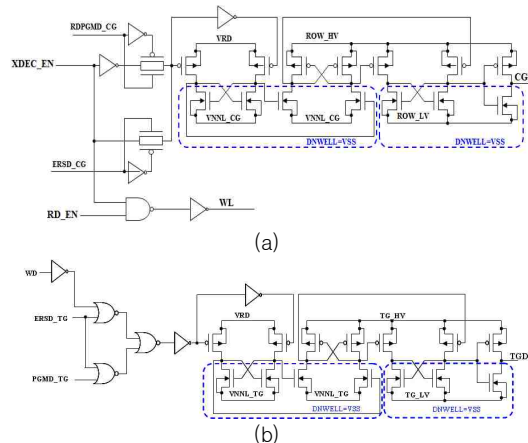 RDPGMD_CG
VRD
ROW_HV
XDEC_EN
CG
VNNL_CG
VNNL_CG
ROW_LV
DNWELL=VSS
DNWELL=VSS
ERSD_CG
WL
RD_EN
(a)
WD
VRD
TG_HV
ERSD_TG
TGD
PGMD_TG
VNNL_TG
VNNL_TG
TG_LV
DNWELL=VSS
DNWELL=VSS
(b)